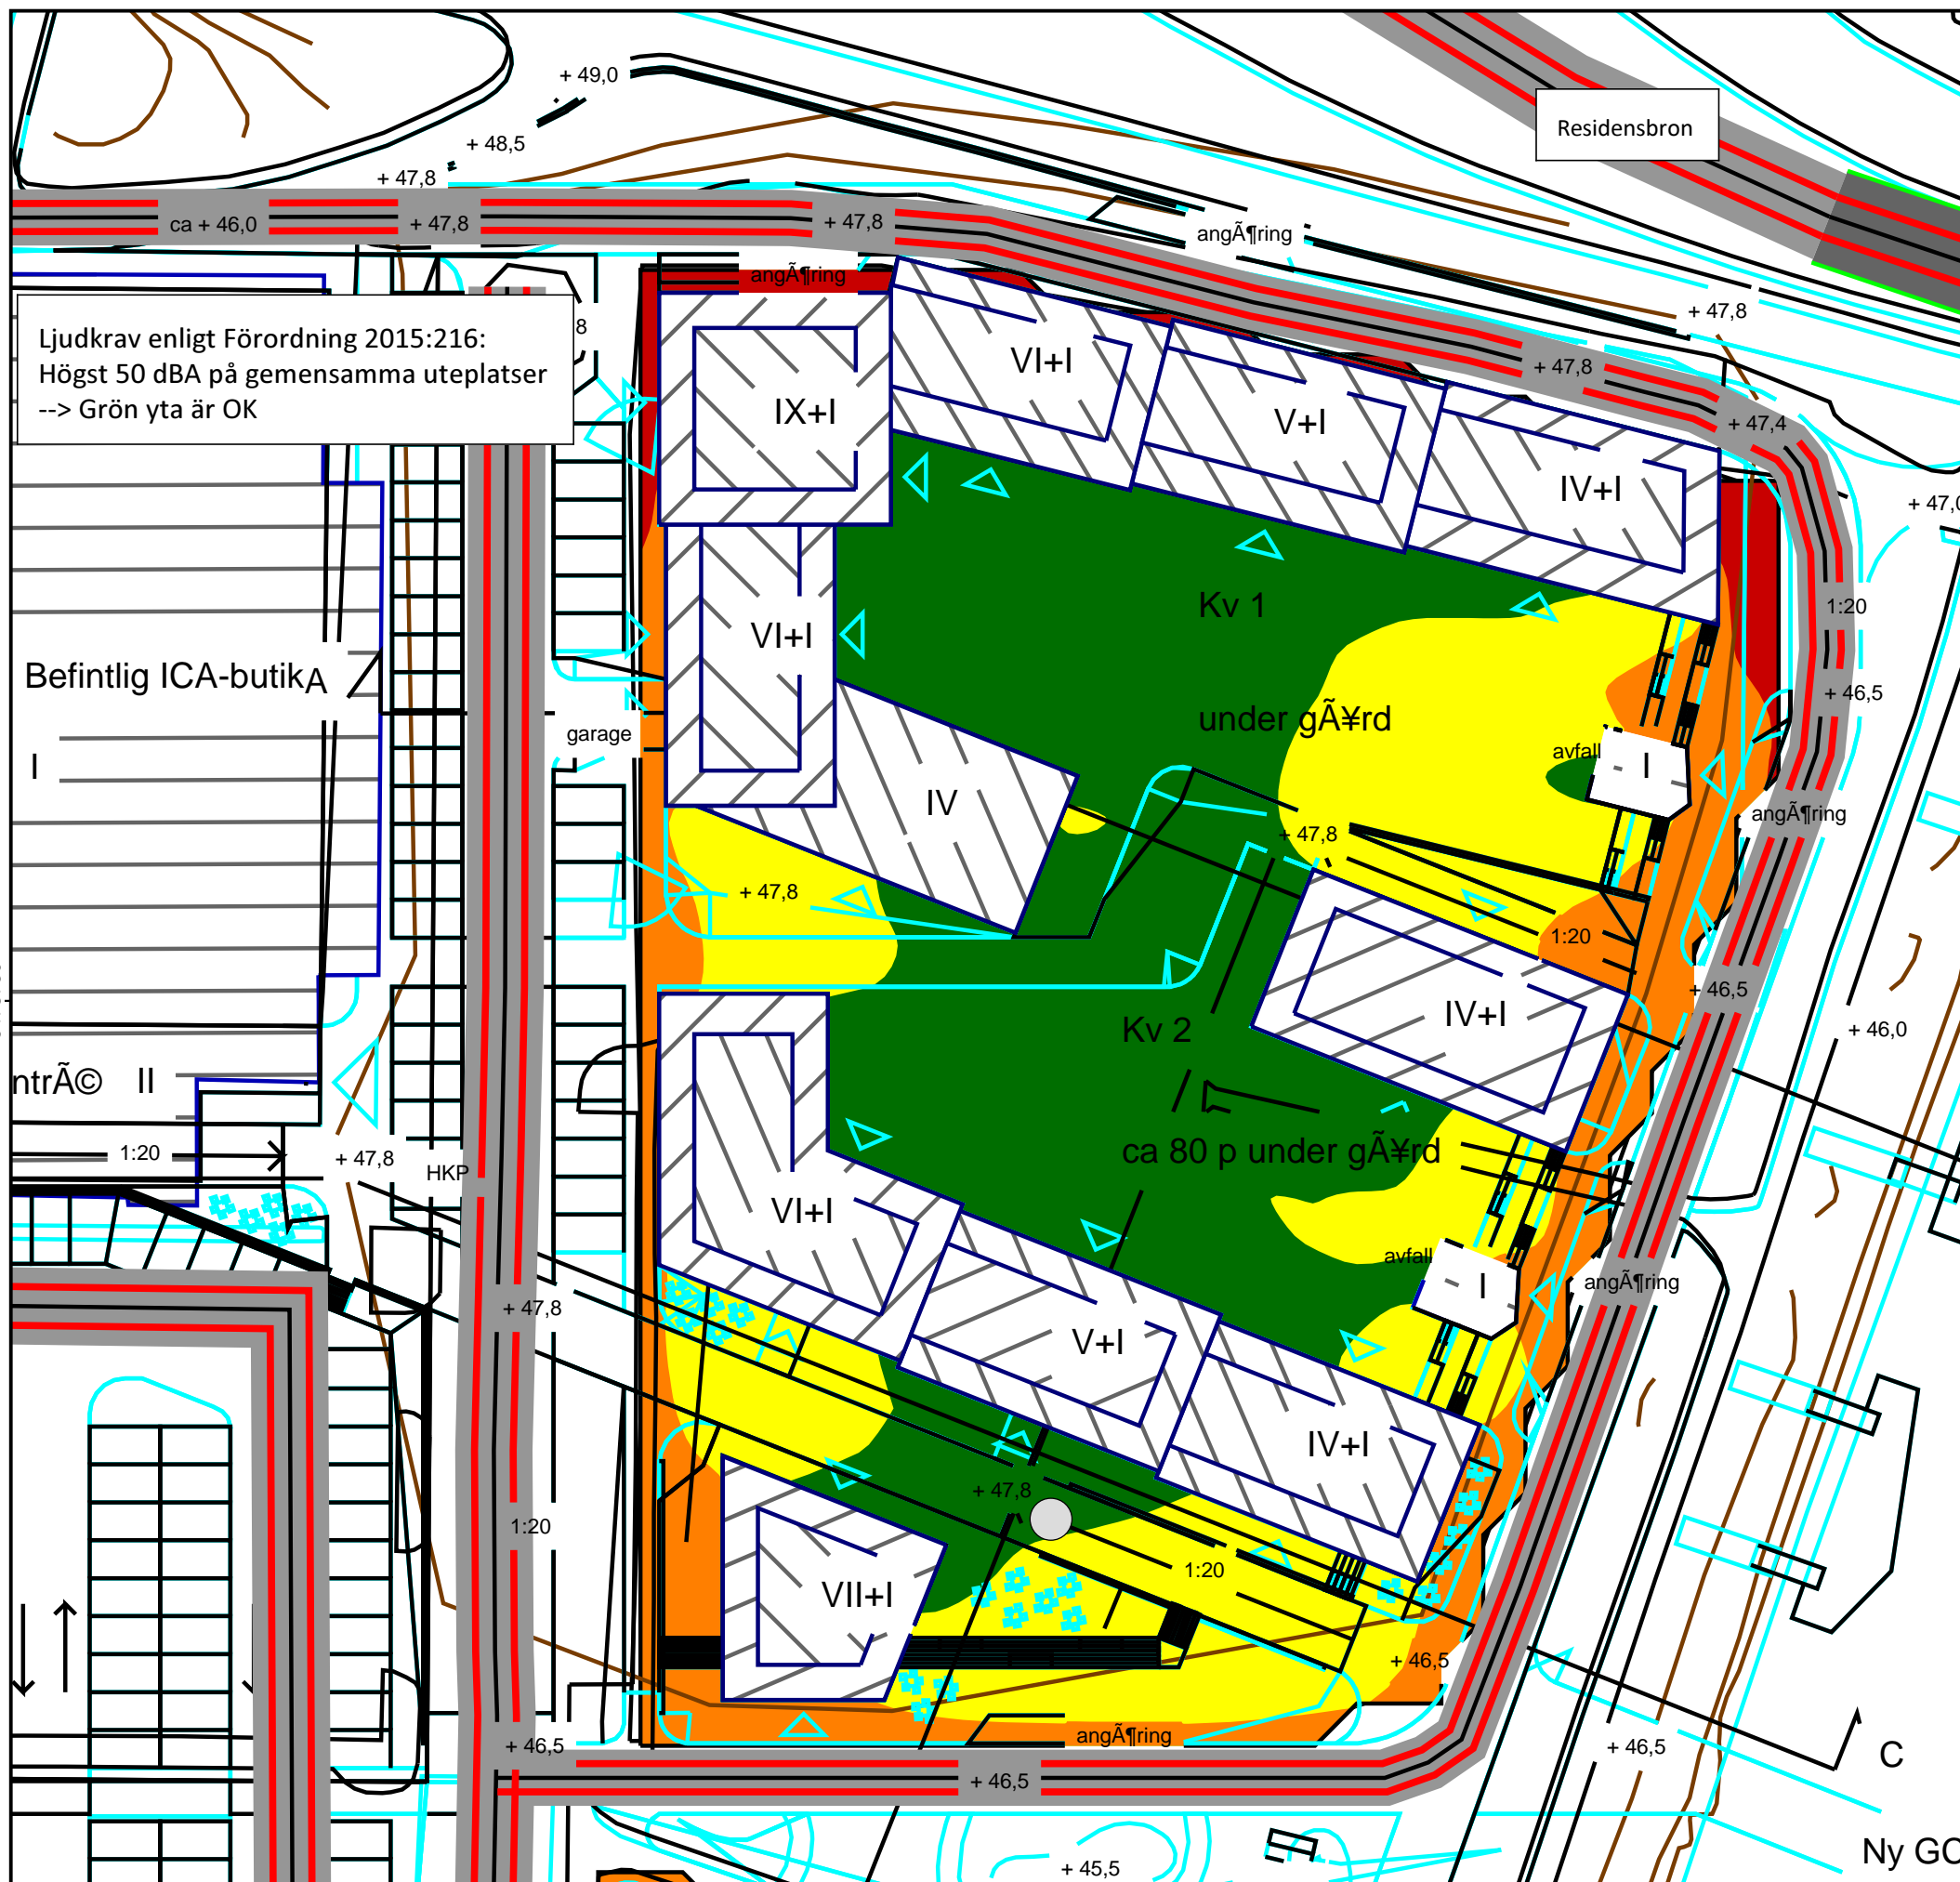 + 49,0
+ 48,5
+ 47,8
Residensbron
ca + 46,0
+ 47,8
+ 47,8
angÃ¶ring
angÃ¶ring
+ 47,8
Ljudkrav enligt Förordning 2015:216:
Högst 50 dBA på gemensamma uteplatser
--> Grön yta är OK
8
VI+I
+ 47,8
IX+I
V+I
+ 47,4
IV+I
+ 47,0
Kv 1
1:20
VI+I
Befintlig ICA-butik
A
+ 46,5
under gÃ¥rd
garage
avfall
I
I
IV
angÃ¶ring
+ 47,8
+ 47,8
1:20
+ 46,5
IV+I
+ 46,0
Kv 2
ntrÃ© II
ca 80 p under gÃ¥rd
1:20
+ 47,8
HKP
VI+I
avfall
I
angÃ¶ring
+ 47,8
V+I
IV+I
+ 47,8
1:20
1:20
VII+I
+ 46,5
angÃ¶ring
+ 46,5
+ 46,5
C
+ 46,5
Ny GC
+ 45,5